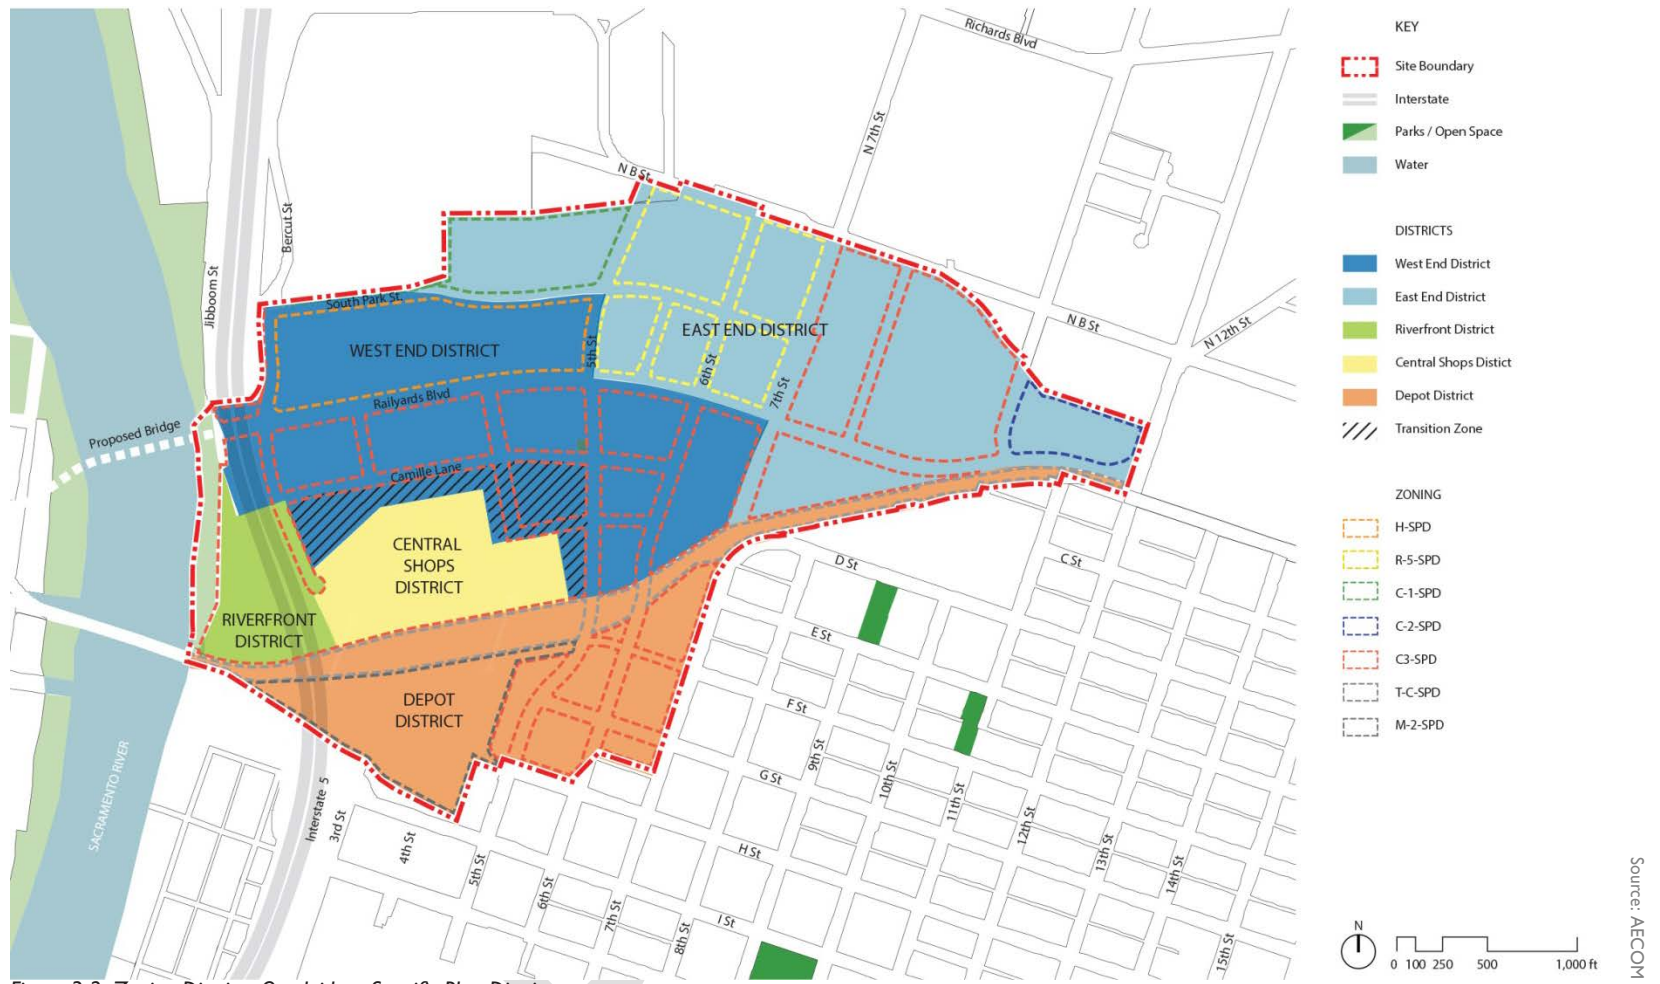 Richards Blvd
N 7th St
N B St.
Bercut St
Jibboom St
South Park St.
WEST END DISTRICT
5th St
EAST END DISTRICT
6th St
7th St
N B St
N 12th St
Railyards Blvd
Proposed Bridge
Camille Lane
CENTRAL
SHOPS
DISTRICT
RIVERFRONT
DISTRICT
DEPOT
DISTRICT
D St
C St
E St
F St
G St
H St
I St
SACRAMENTO RIVER
Interstate 5
3rd St
4th St
5th St
6th St
7th St
8th St
9th St
10th St
11th St
12th St
13th St
14th St
15th St
KEY
Site Boundary
Interstate
Parks / Open Space
Water
DISTRICTS
West End District
East End District
Riverfront District
Central Shops Distict
Depot District
Transition Zone
ZONING
H-SPD
R-5-SPD
C-1-SPD
C-2-SPD
C3-SPD
T-C-SPD
M-2-SPD
N
0 100 250 500 1,000 ft
Source: AECOM